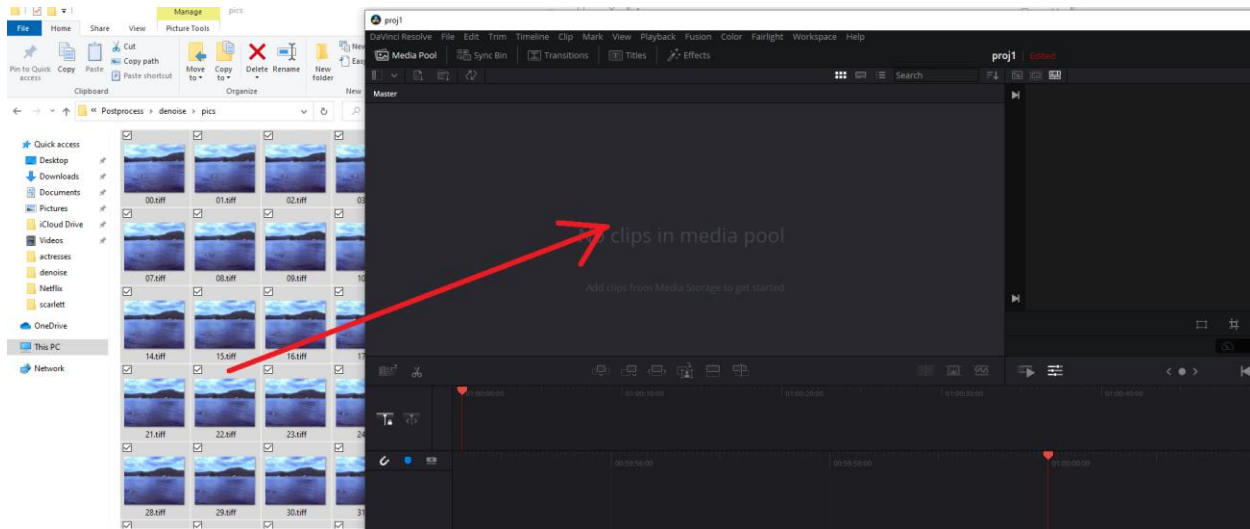 Manage pics
File Home Share View Picture Tools
Pin to Quick access
Copy
Paste
Cut
Copy path
Paste shortcut
Clipboard
Move to
Copy to
Delete
Rename
Organize
New folder
New
« Postprocess > denoise > pics
Quick access
Desktop
Downloads
Documents
Pictures
iCloud Drive
Videos
actresses
denoise
Netflix
scarlett
OneDrive
This PC
Network
00.tiff 01.tiff 02.tiff 03
07.tiff 08.tiff 09.tiff 10
14.tiff 15.tiff 16.tiff 17
21.tiff 22.tiff 23.tiff 24
28.tiff 29.tiff 30.tiff 31
proj1
DaVinci Resolve File Edit Trim Timeline Clip Mark View Playback Fusion Color Fairlight Workspace Help
Media Pool Sync Bin Transitions Titles Effects proj1 Edited
Search
Master
No clips in media pool
Add clips from Media Storage to get started
01:00:00:00 01:00:10:00 01:00:20:00 01:00:30:00 01:00:40:00
00:59:56:00 00:59:58:00 01:00:00:00